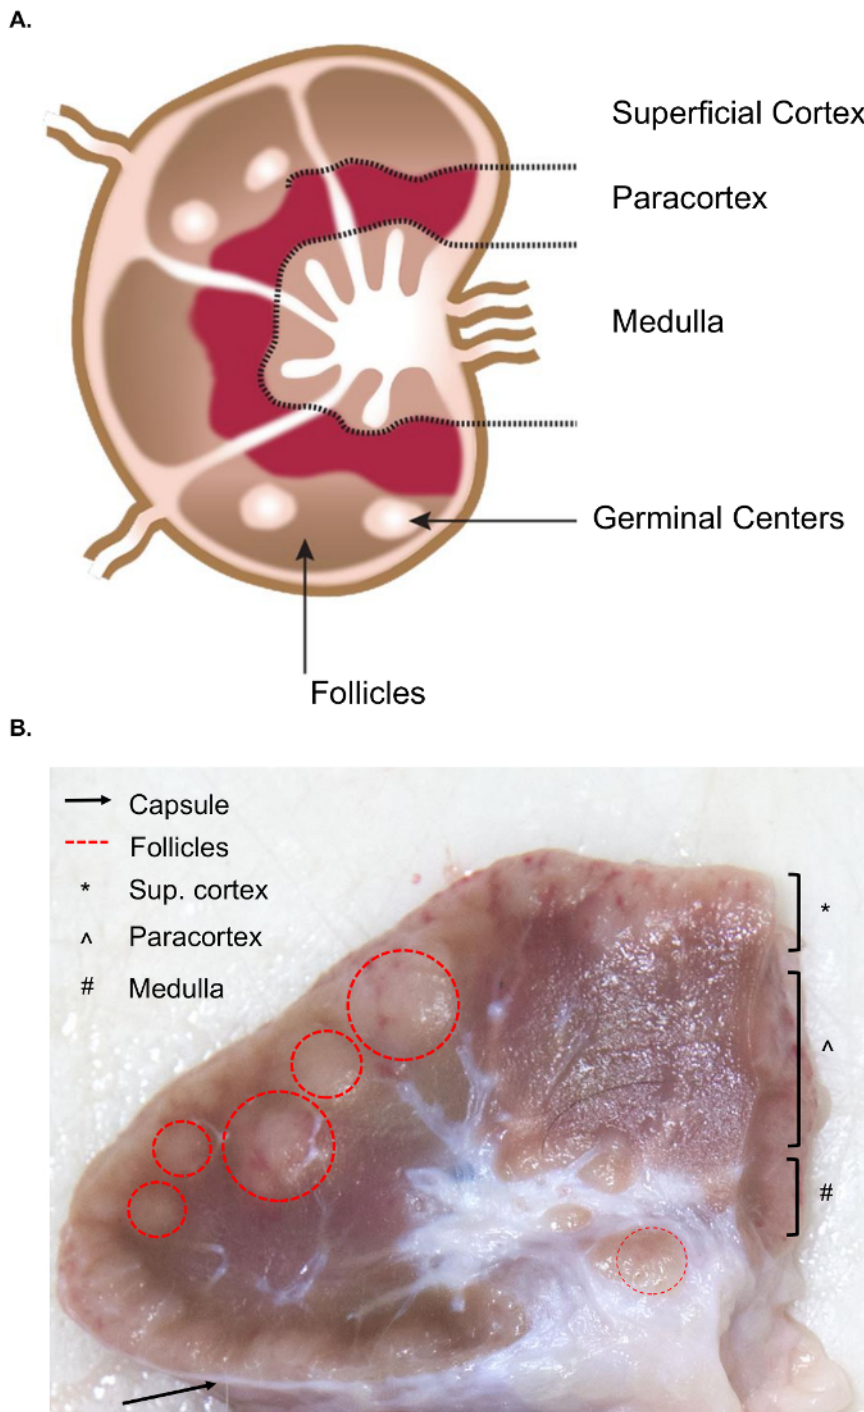 A.
Superficial Cortex
Paracortex
Medulla
Germinal Centers
Follicles
B.
Capsule
Follicles
* Sup. cortex
^ Paracortex
# Medulla
*
^
#